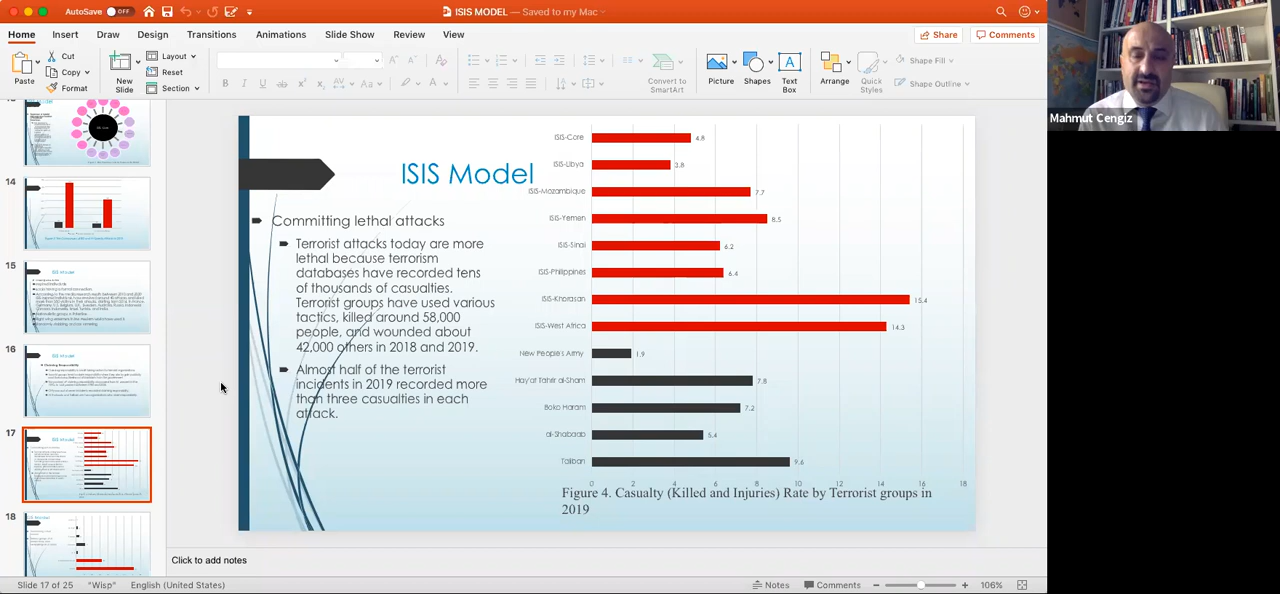 AutoSave OFF
ISIS MODEL — Saved to my Mac
Home Insert Draw Design Transitions Animations Slide Show Review View
Share Comments
Paste
Cut
Copy
Format
New Slide
Layout
Reset
Section
Convert to SmartArt
Picture
Shapes
Text Box
Arrange
Quick Styles
Shape Fill
Shape Outline
Mahmut Cengiz
14
15
ISIS Model
16
ISIS Model
17
ISIS Model
18
ISIS Model
Committing lethal attacks
Terrorist attacks today are more
lethal because terrorism
databases have recorded tens
of thousands of casualties.
Terrorist groups have used various
tactics, killed around 58,000
people, and wounded about
42,000 others in 2018 and 2019.
Almost half of the terrorist
incidents in 2019 recorded more
than three casualties in each
attack.
ISIS-Core 4.8
ISIS-Libya 3.8
ISIS-Mozambique 7.7
ISIS-Yemen 8.5
ISIS-Sinai 6.2
ISIS-Philippines 6.4
ISIS-Khorasan 15.4
ISIS-West Africa 14.3
New People's Army 1.9
Hay'at Tahrir al-Sham 7.8
Boko Haram 7.2
al-Shabaab 5.4
Taliban 9.6
0 2 4 6 8 10 12 14 16 18
Figure 4. Casualty (Killed and Injuries) Rate by Terrorist groups in
2019
Click to add notes
Slide 17 of 25 "Wisp" English (United States) Notes Comments 106%